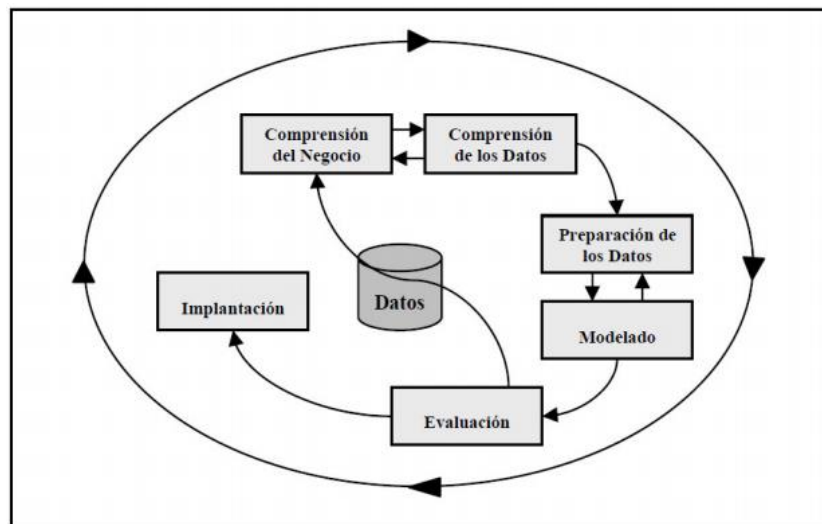 Comprensión
del Negocio
Comprensión
de los Datos
Preparación de
los Datos
Modelado
Evaluación
Implantación
Datos